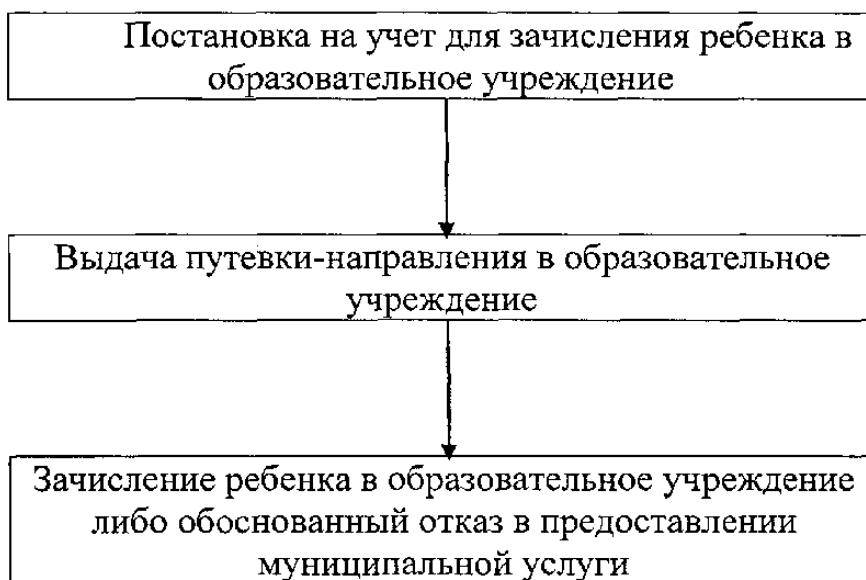 Постановка на учет для зачисления ребенка в
образовательное учреждение
Выдача путевки-направления в образовательное
учреждение
Зачисление ребенка в образовательное учреждение
либо обоснованный отказ в предоставлении
муниципальной услуги